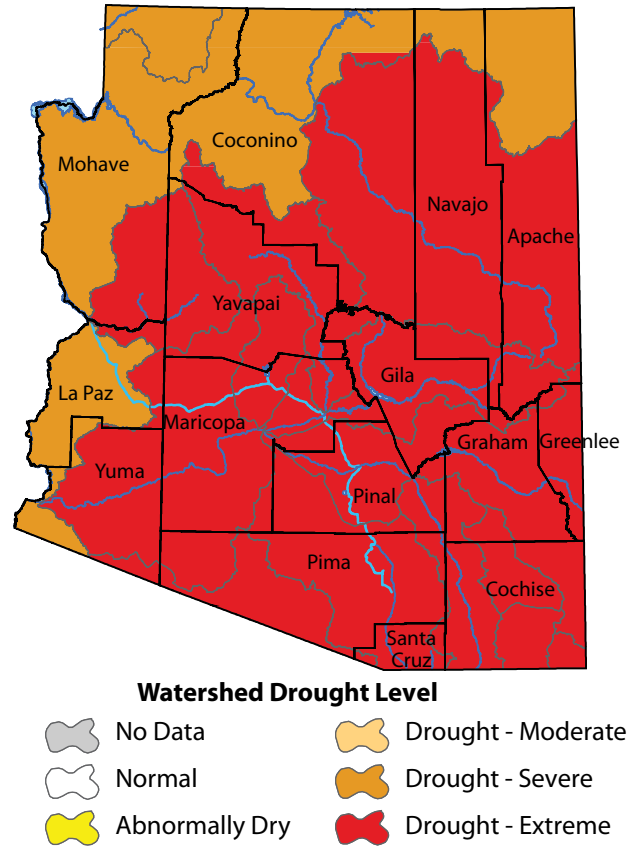 Coconino
Mohave
Navajo
Apache
Yavapai
Gila
La Paz
Maricopa
Graham
Greenlee
Yuma
Pinal
Pima
Cochise
Santa
Cruz
Watershed Drought Level
No Data
Normal
Abnormally Dry
Drought - Moderate
Drought - Severe
Drought - Extreme